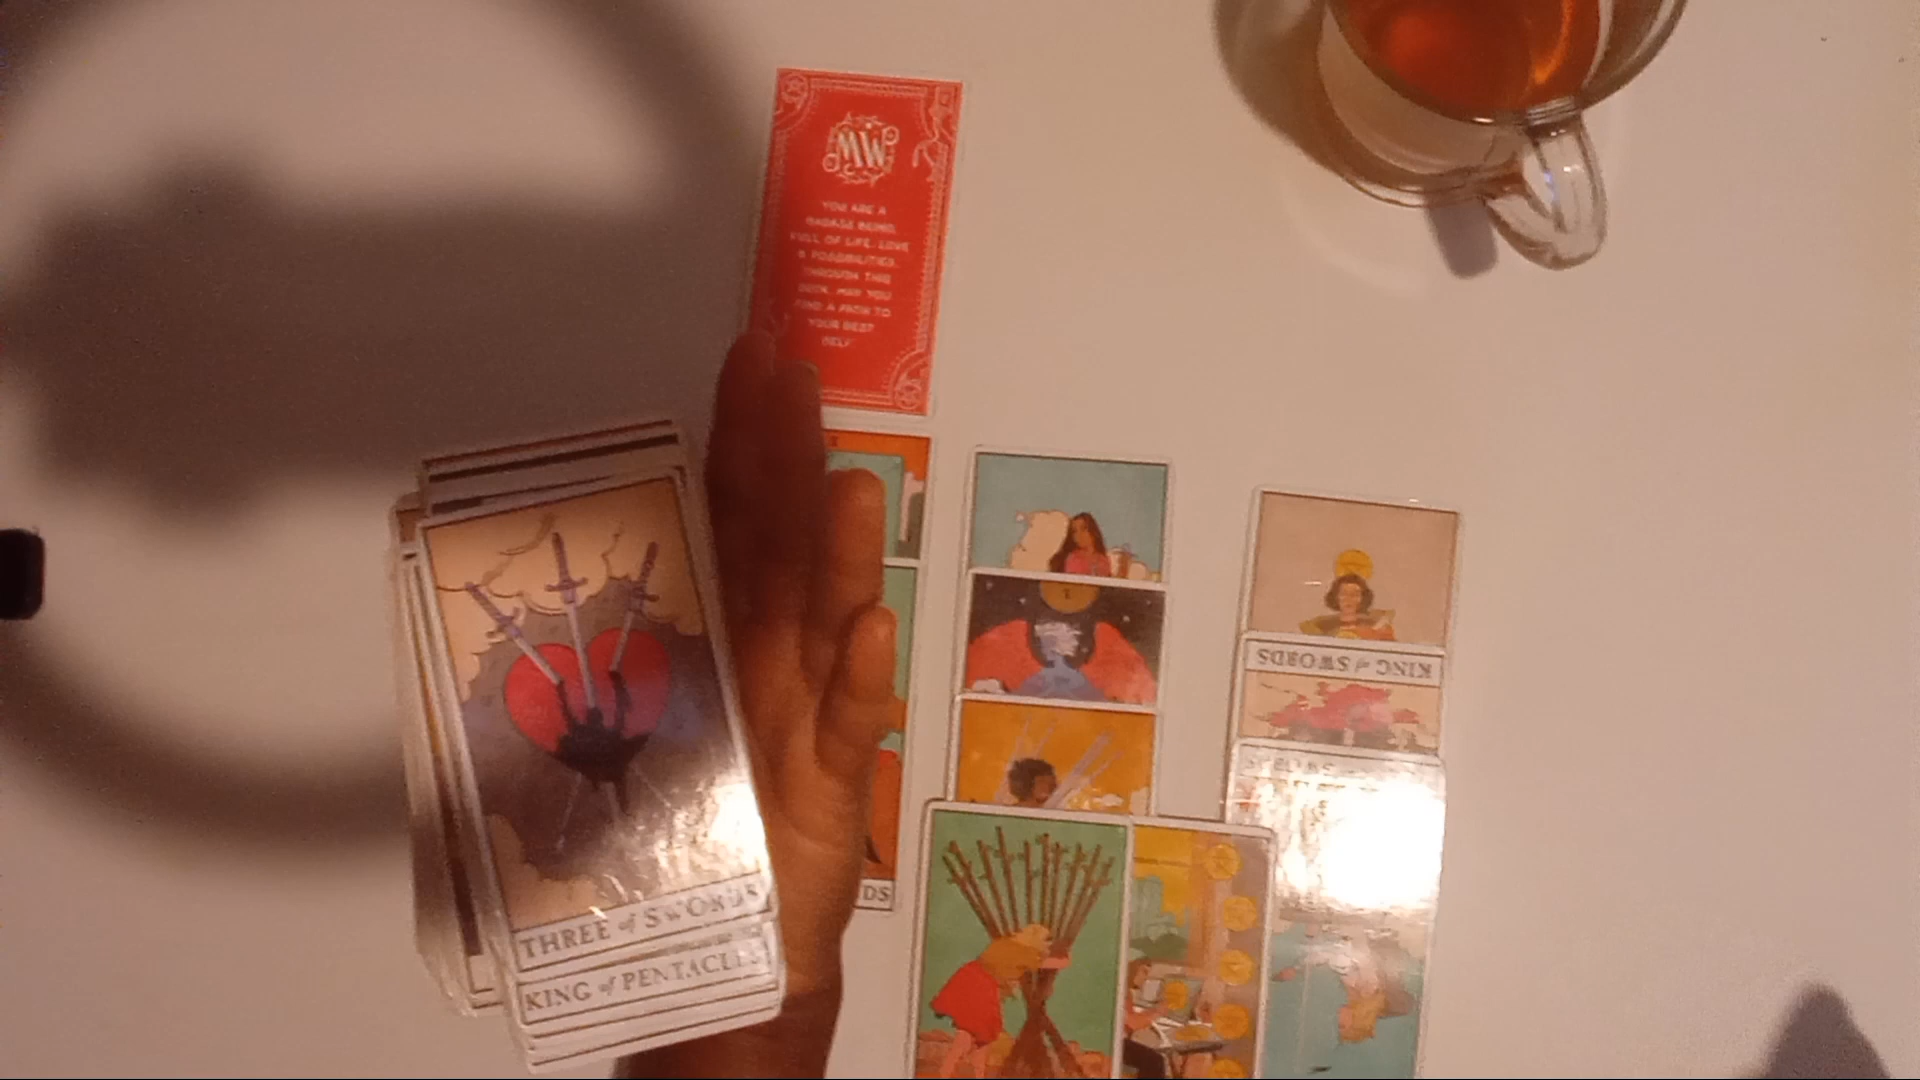 MW
YOU ARE A
BADASS BEING,
FULL OF LIFE, LOVE
& POSSIBILITIES.
THROUGH THIS
DECK, MAY YOU
FIND A PATH TO
YOUR BEST
SELF
THREE of SWORDS
KING of PENTACLES
KING of SWORDS
DS